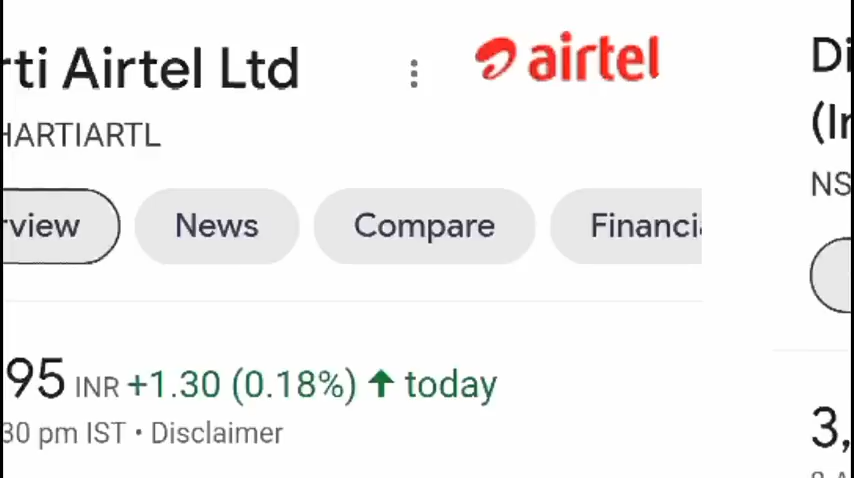 rti Airtel Ltd
airtel
HARTIARTL
rview News Compare Financi
95 INR +1.30 (0.18%) ↑ today
30 pm IST • Disclaimer
Di
(Ir
NS
3,